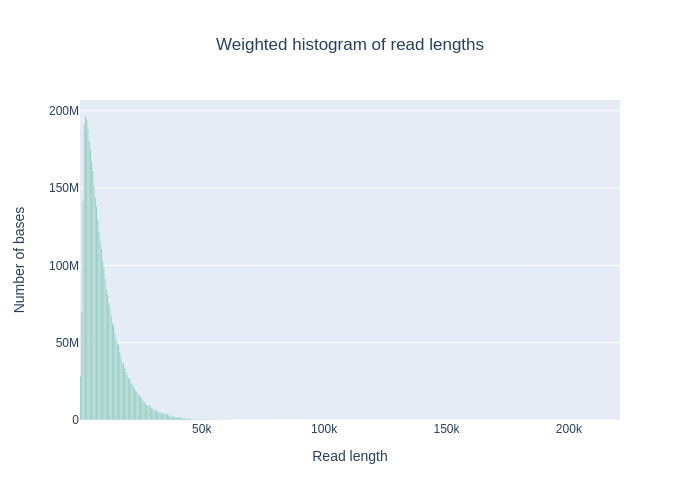 Weighted histogram of read lengths
200M
150M
100M
50M
0
Number of bases
50k
100k
150k
200k
Read length